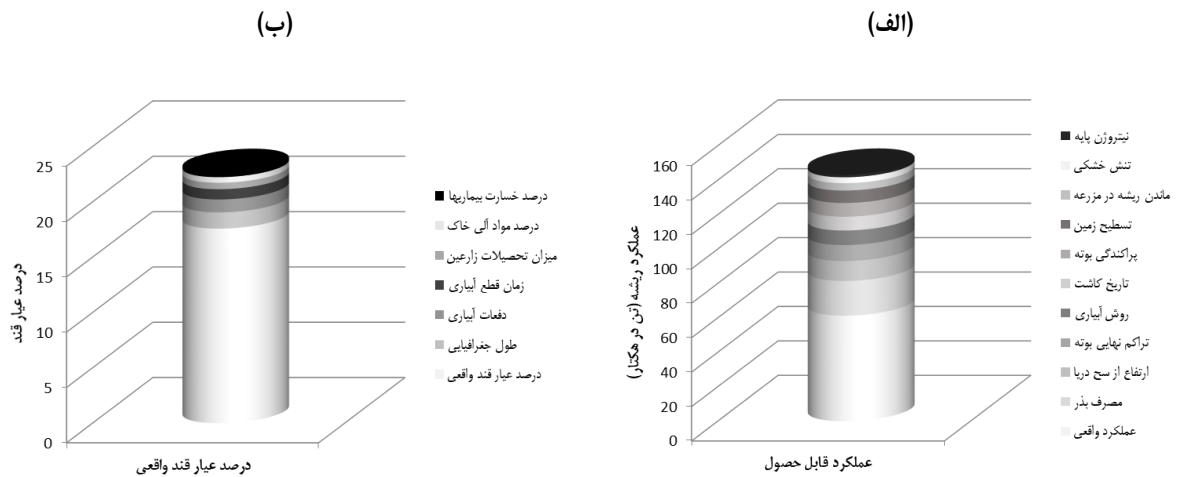 (الف)
عملکرد ریشه (تن در هکتار)
160
140
120
100
80
60
40
20
0
عملکرد قابل حصول
نیتروژن پایه
تنش خشکی
ماندن ریشه در مزرعه
تسطیح زمین
پراکندگی بوته
تاریخ کاشت
روش آبیاری
تراکم نهایی بوته
ارتفاع از سح دریا
مصرف بذر
عملکرد واقعی
(ب)
درصد عیار قند
25
20
15
10
5
0
درصد عیار قند واقعی
درصد خسارت بیماریها
درصد مواد آلی خاک
میزان تحصیلات زارعین
زمان قطع آبیاری
دفعات آبیاری
طول جغرافیایی
درصد عیار قند واقعی